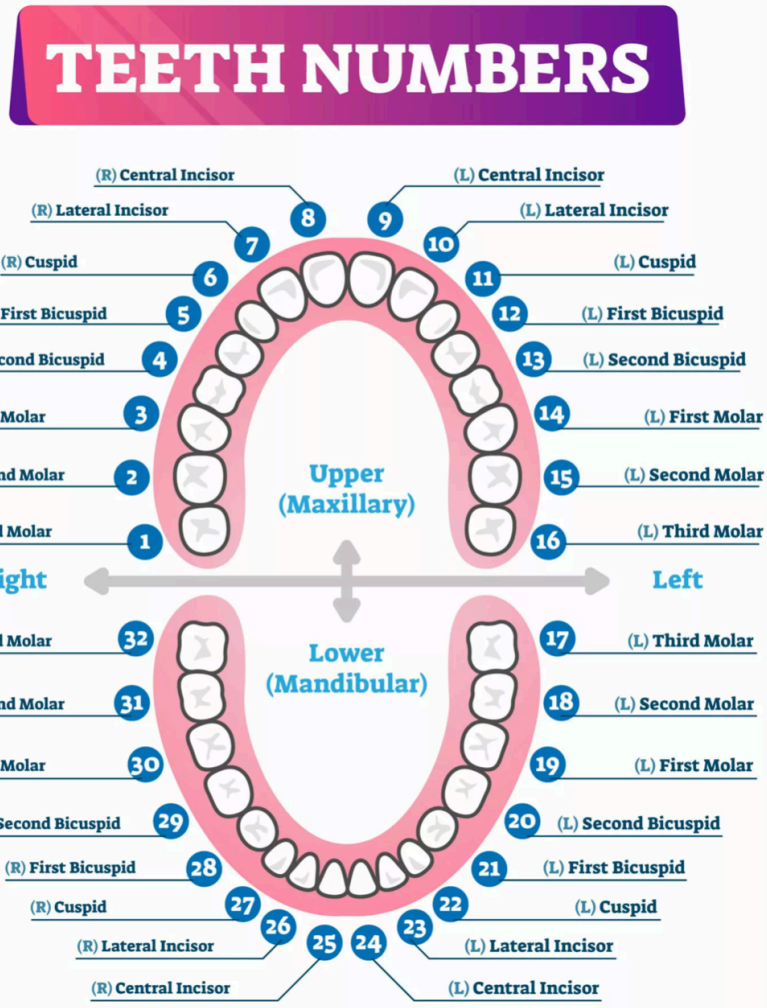 TEETH NUMBERS
(R) Central Incisor
(L) Central Incisor
(R) Lateral Incisor
8
9
(L) Lateral Incisor
7
10
(R) Cuspid
6
11
(L) Cuspid
First Bicuspid
5
12
(L) First Bicuspid
cond Bicuspid
4
13
(L) Second Bicuspid
Molar
3
14
(L) First Molar
nd Molar
2
15
(L) Second Molar
Upper
(Maxillary)
d Molar
1
16
(L) Third Molar
ight
Left
d Molar
32
17
(L) Third Molar
Lower
(Mandibular)
nd Molar
31
18
(L) Second Molar
Molar
30
19
(L) First Molar
Second Bicuspid
29
20
(L) Second Bicuspid
(R) First Bicuspid
28
21
(L) First Bicuspid
(R) Cuspid
27
22
(L) Cuspid
26
23
(R) Lateral Incisor
25
24
(L) Lateral Incisor
(R) Central Incisor
(L) Central Incisor